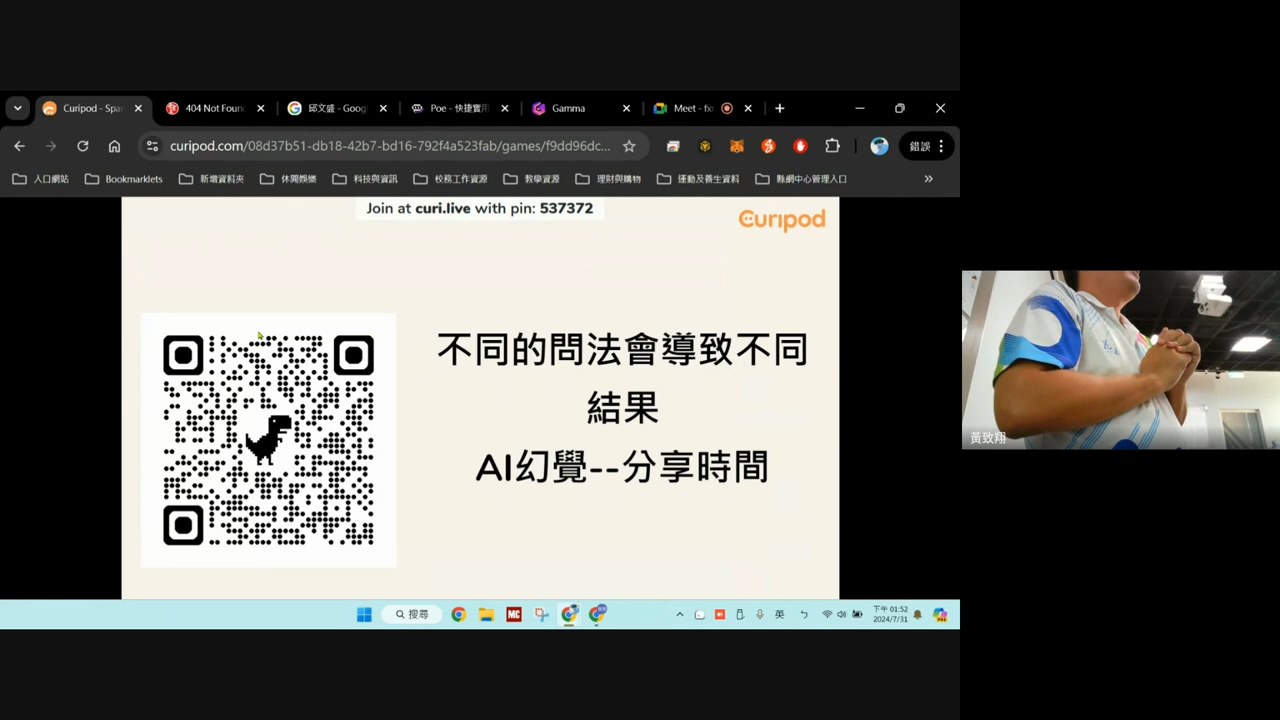 Curipod - Spa
404 Not Foun
邱文盛 - Goog
Poe - 快捷實用
Gamma
Meet - fix
curipod.com/08d37b51-db18-42b7-bd16-792f4a523fab/games/f9dd96dc...
錯誤
人口網站
Bookmarklets
新增資料夾
休閒娛樂
科技與資訊
校務工作資源
教學資源
理財與購物
運動及養生資料
縣網中心管理入口
Join at curi.live with pin: 537372
Curipod
不同的問法會導致不同
結果
AI幻覺--分享時間
黃致翔
搜尋
MC
英
下午 01:52
2024/7/31